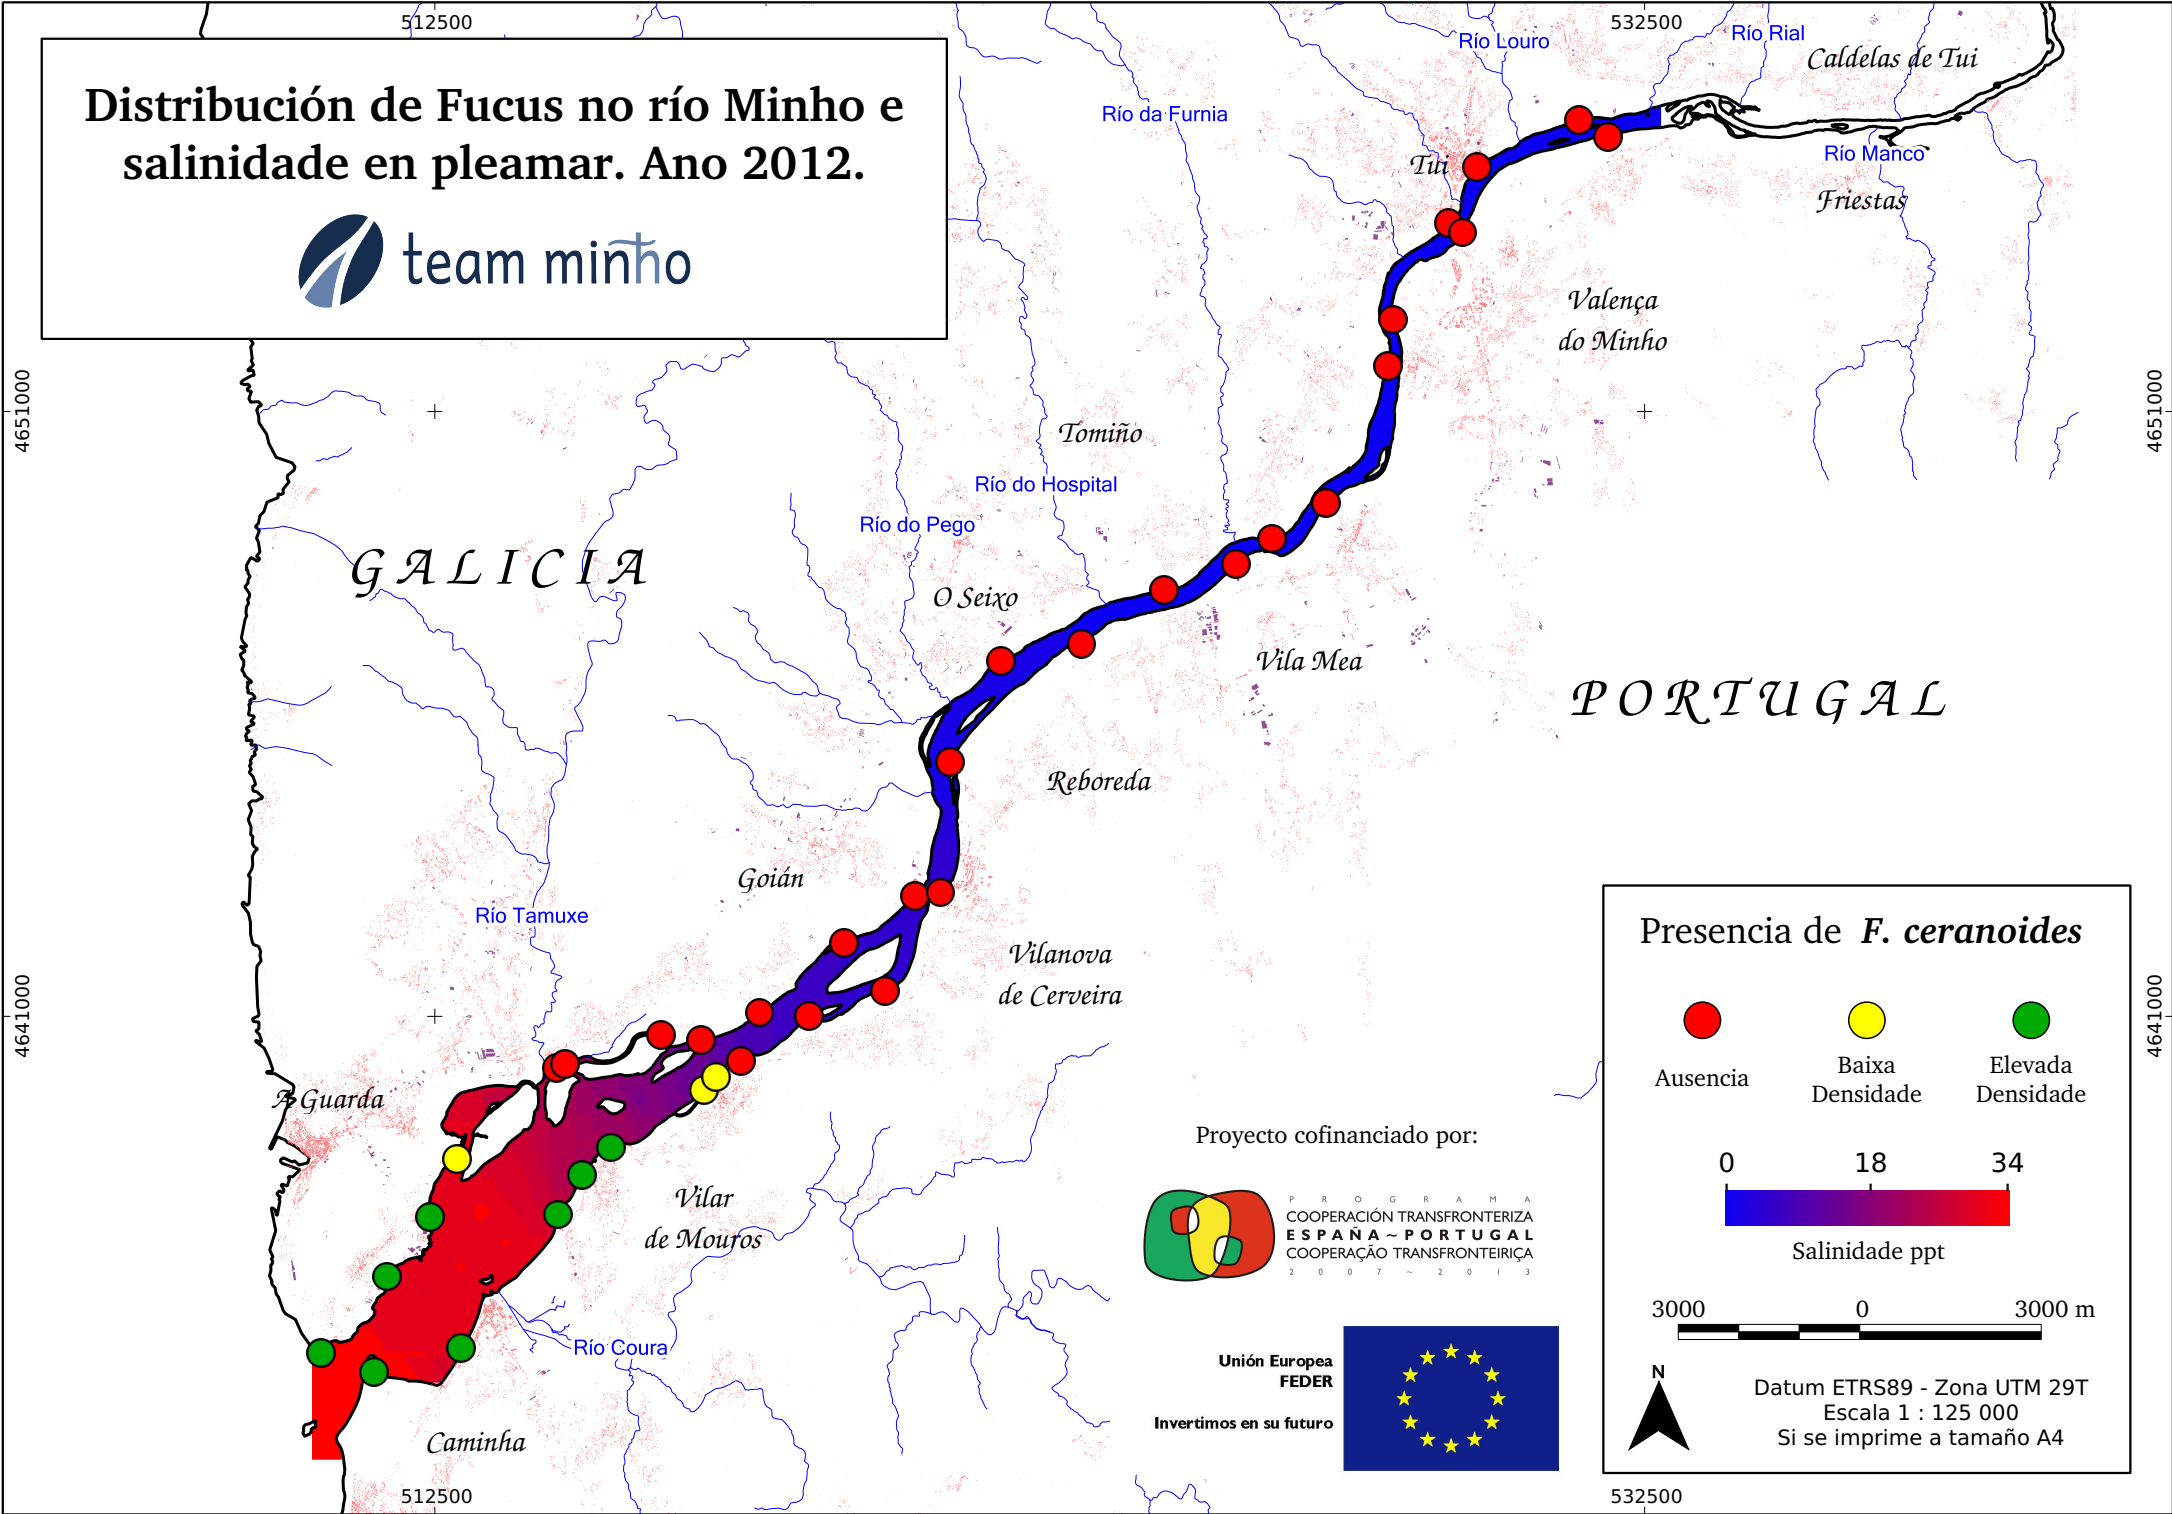 512500
532500
Distribución de Fucus no río Minho e
salinidade en pleamar. Ano 2012.
team minho
Río Louro
Río Rial
Caldelas de Tui
Río da Furnia
Tui
Río Manco
Friestas
Valença
do Minho
4651000
4651000
Tomiño
Río do Hospital
Río do Pego
GALICIA
O Seixo
Vila Mea
PORTUGAL
Reboreda
Goián
Río Tamuxe
Vilanova
de Cerveira
4641000
4641000
A Guarda
Vilar
de Mouros
Río Coura
Caminha
Presencia de F. ceranoides
Ausencia
Baixa
Densidade
Elevada
Densidade
0 18 34
Salinidade ppt
3000 0 3000 m
N
Datum ETRS89 - Zona UTM 29T
Escala 1 : 125 000
Si se imprime a tamaño A4
Proyecto cofinanciado por:
PROGRAMA
COOPERACIÓN TRANSFRONTERIZA
ESPAÑA ~ PORTUGAL
COOPERAÇÃO TRANSFRONTEIRIÇA
2007 ~ 2013
Unión Europea
FEDER
Invertimos en su futuro
512500
532500